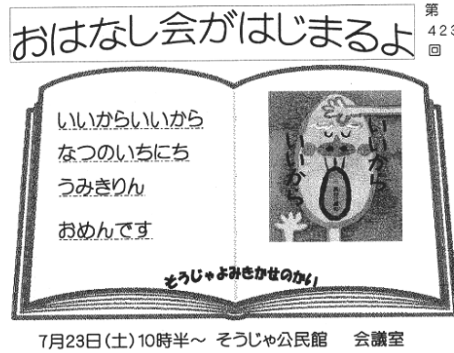 おはなし会がはじまるよ
第
423
回
いいからいいから
なつのいちにち
うみきりん
おめんです
いいから
いいから
そうじゃよみきかせのかい
7月23日(土)10時半～ そうじゃ公民館 会議室